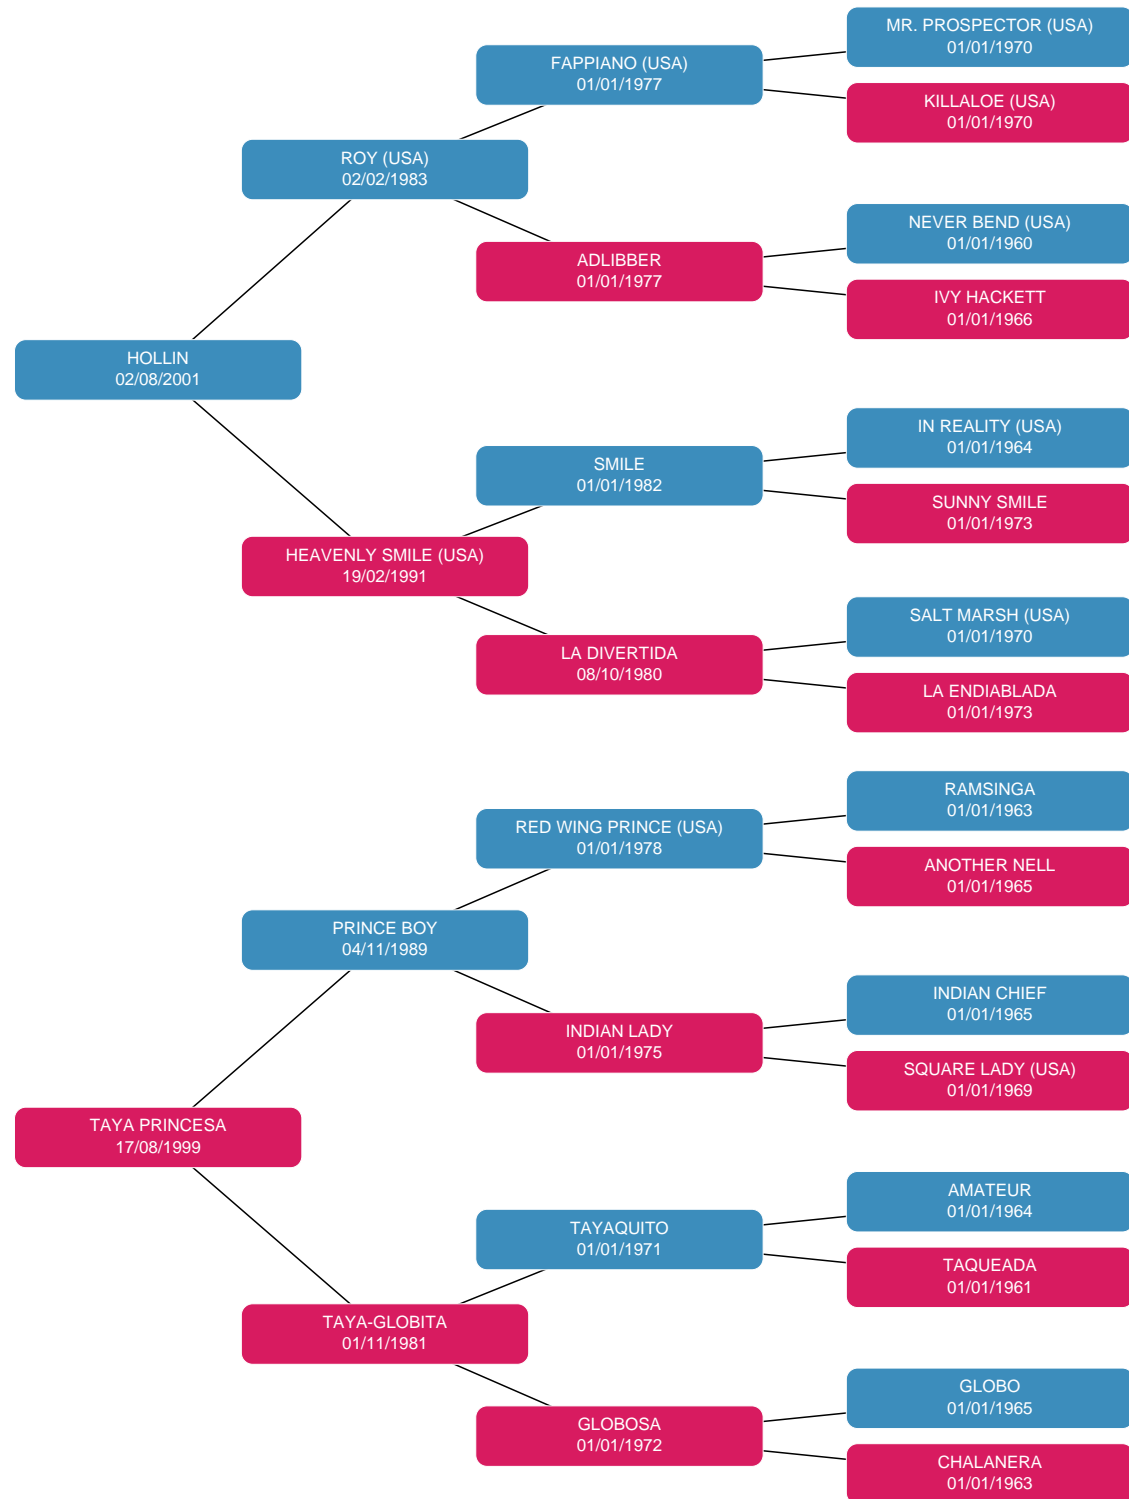 MR. PROSPECTOR (USA)
01/01/1970
FAPPIANO (USA)
01/01/1977
KILLALOE (USA)
01/01/1970
ROY (USA)
02/02/1983
NEVER BEND (USA)
01/01/1960
ADLIBBER
01/01/1977
IVY HACKETT
01/01/1966
HOLLIN
02/08/2001
IN REALITY (USA)
01/01/1964
SMILE
01/01/1982
SUNNY SMILE
01/01/1973
HEAVENLY SMILE (USA)
19/02/1991
SALT MARSH (USA)
01/01/1970
LA DIVERTIDA
08/10/1980
LA ENDIABLADA
01/01/1973
RAMSINGA
01/01/1963
RED WING PRINCE (USA)
01/01/1978
ANOTHER NELL
01/01/1965
PRINCE BOY
04/11/1989
INDIAN CHIEF
01/01/1965
INDIAN LADY
01/01/1975
SQUARE LADY (USA)
01/01/1969
TAYA PRINCESA
17/08/1999
AMATEUR
01/01/1964
TAYAQUITO
01/01/1971
TAQUEADA
01/01/1961
TAYA-GLOBITA
01/11/1981
GLOBO
01/01/1965
GLOBOSA
01/01/1972
CHALANERA
01/01/1963